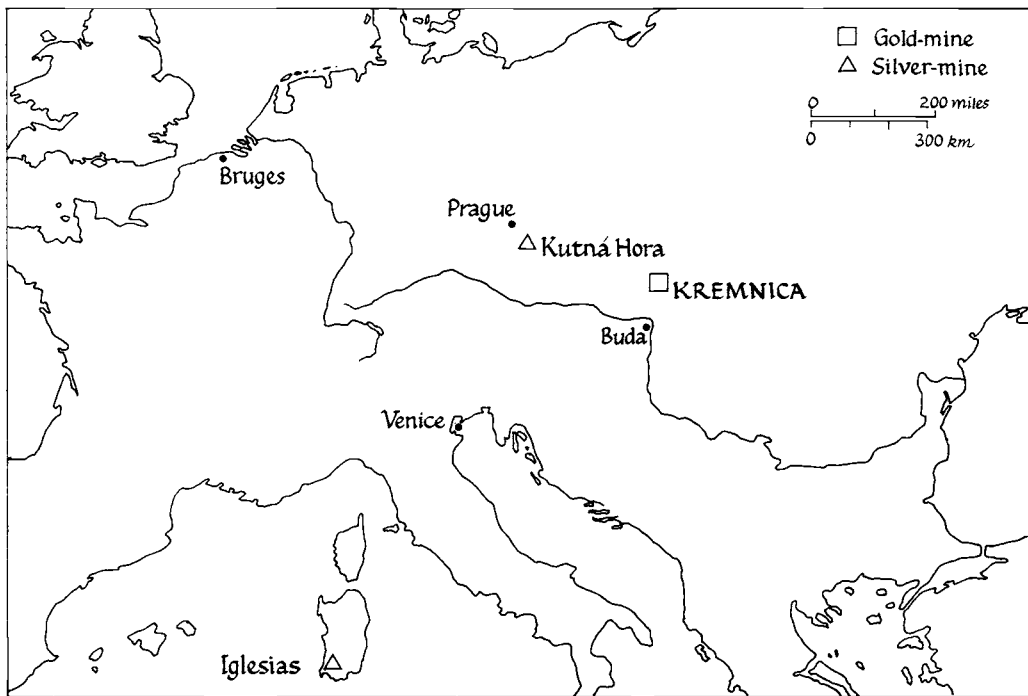 Gold-mine
Silver-mine
0 200 miles
0 300 km
Bruges
Prague
Kutná Hora
KREMNICA
Buda
Venice
Iglesias